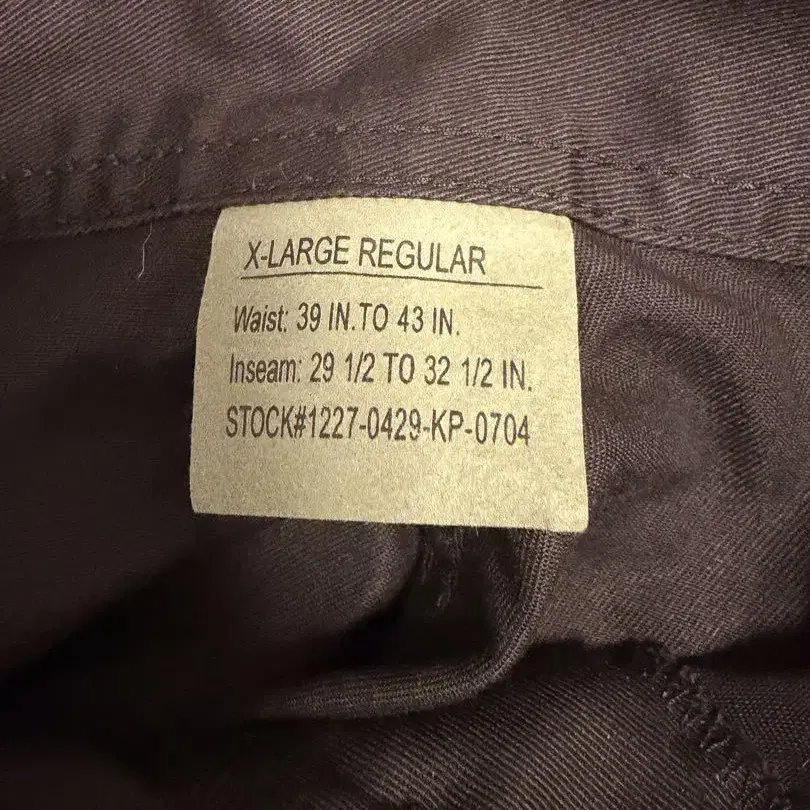 X-LARGE REGULAR
Waist: 39 IN.TO 43 IN.
Inseam: 29 1/2 TO 32 1/2 IN.
STOCK#1227-0429-KP-0704